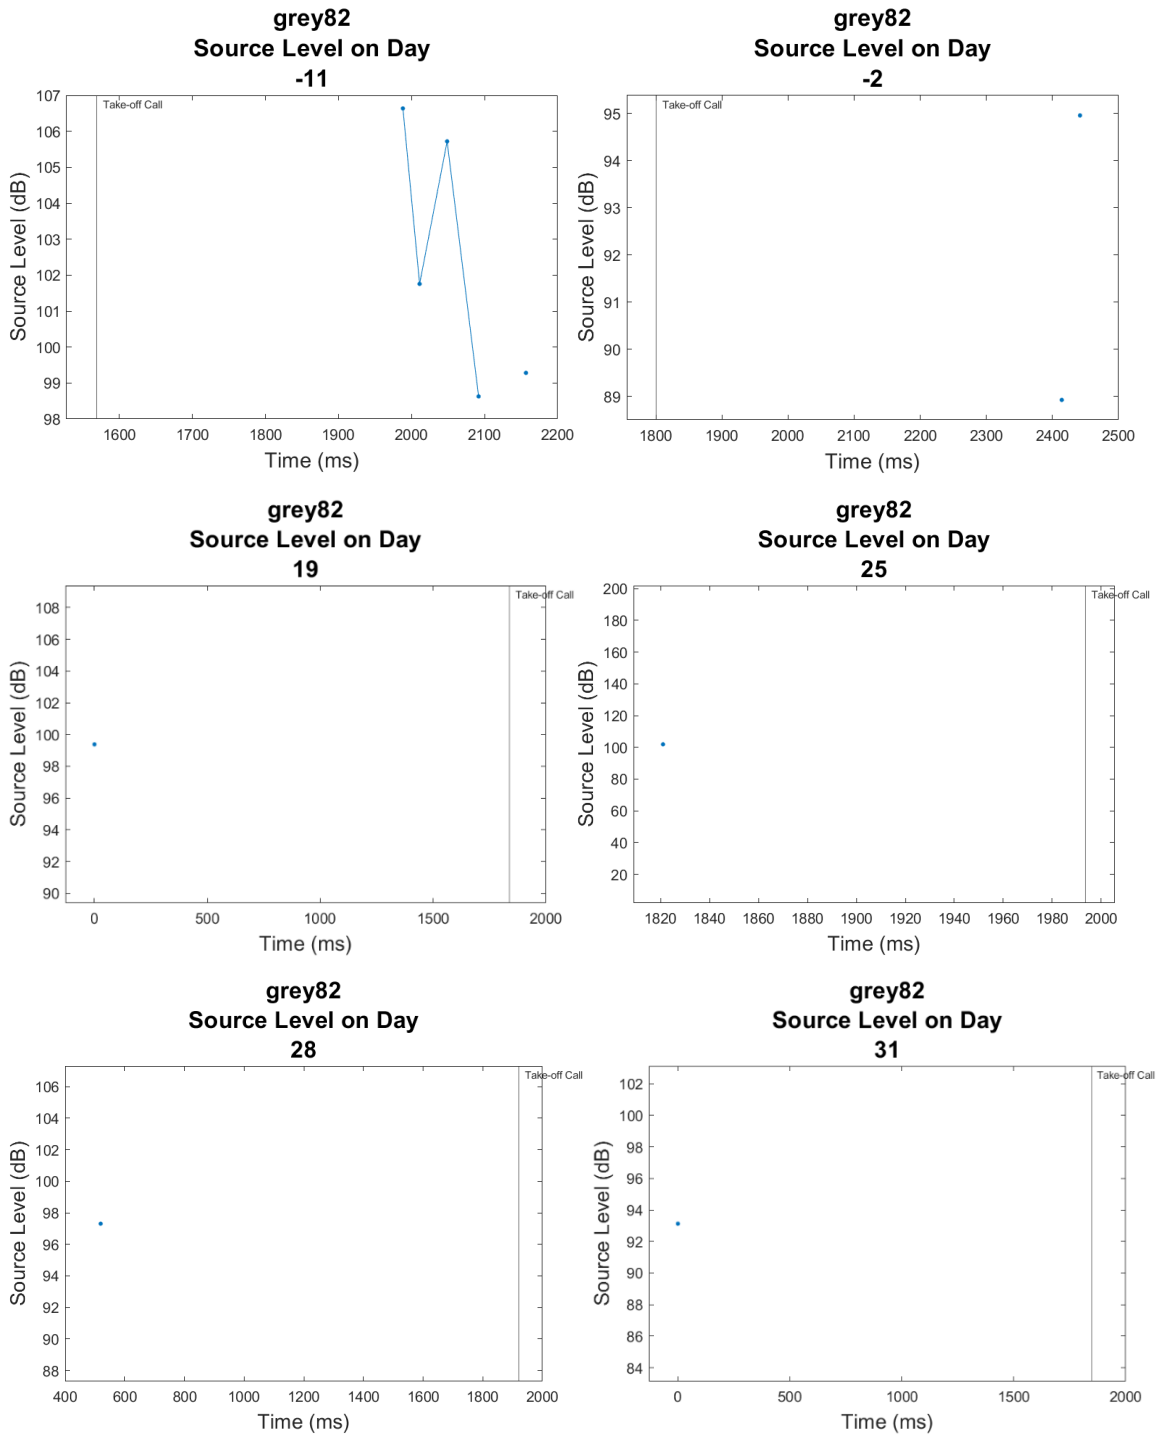 grey82
Source Level on Day
-11
Take-off Call
107
106
105
104
103
102
101
100
99
98
Source Level (dB)
1600 1700 1800 1900 2000 2100 2200
Time (ms)
grey82
Source Level on Day
-2
Take-off Call
95
94
93
92
91
90
89
Source Level (dB)
1800 1900 2000 2100 2200 2300 2400 2500
Time (ms)
grey82
Source Level on Day
19
Take-off Call
108
106
104
102
100
98
96
94
92
90
Source Level (dB)
0 500 1000 1500 2000
Time (ms)
grey82
Source Level on Day
25
Take-off Call
200
180
160
140
120
100
80
60
40
20
Source Level (dB)
1820 1840 1860 1880 1900 1920 1940 1960 1980 2000
Time (ms)
grey82
Source Level on Day
28
Take-off Call
106
104
102
100
98
96
94
92
90
88
Source Level (dB)
400 600 800 1000 1200 1400 1600 1800 2000
Time (ms)
grey82
Source Level on Day
31
Take-off Call
102
100
98
96
94
92
90
88
86
84
Source Level (dB)
0 500 1000 1500 2000
Time (ms)